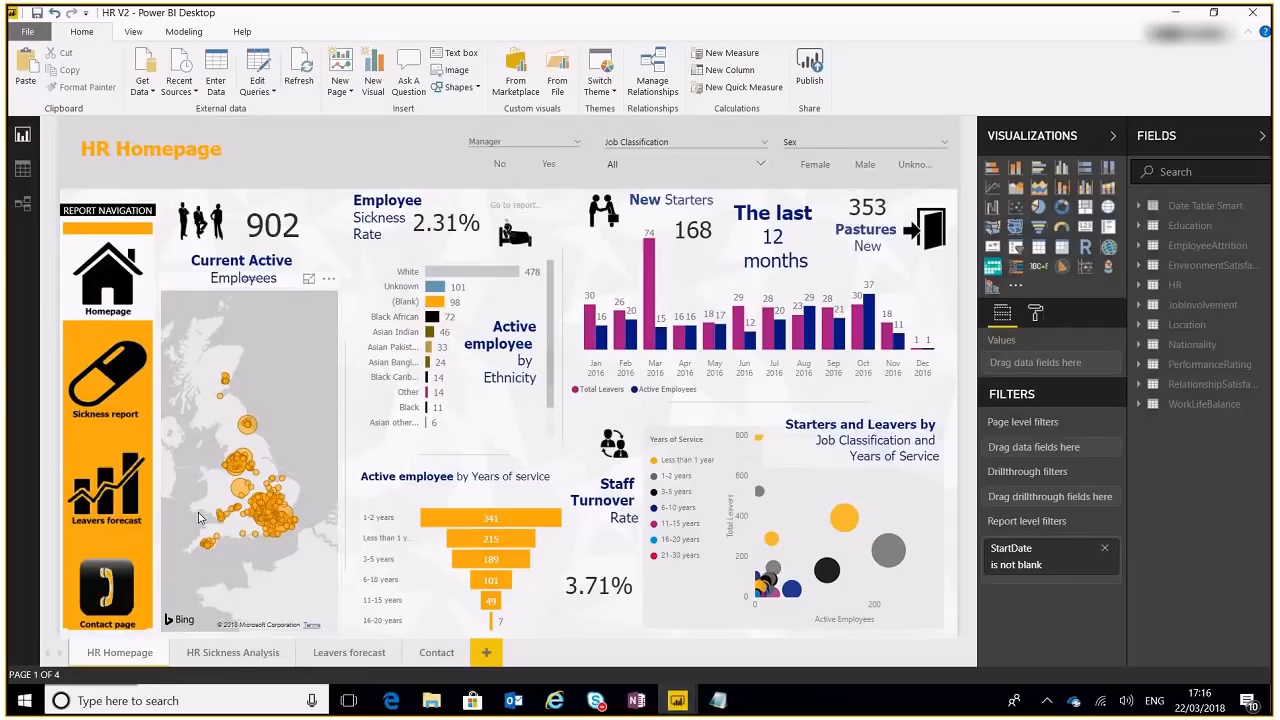 HR V2 - Power BI Desktop
File
Home
View
Modeling
Help
Paste
Cut
Copy
Format Painter
Clipboard
Get Data
Recent Sources
Enter Data
Edit Queries
Refresh
External data
New Page
New Visual
Ask A Question
Text box
Image
Shapes
Insert
From Marketplace
From File
Custom visuals
Switch Theme
Themes
Manage Relationships
Relationships
New Measure
New Column
New Quick Measure
Calculations
Publish
Share
HR Homepage
Manager
No Yes
Job Classification
All
Sex
Female Male Unkno...
REPORT NAVIGATION
Homepage
Sickness report
Leavers forecast
Contact page
902
Current Active
Employees
Bing
© 2018 Microsoft Corporation Terms
Employee
Sickness
Rate
2.31%
Go to report...
White 478
Unknown 101
(Blank) 98
Black African 72
Asian Indian 46
Asian Pakist... 33
Asian Bangl... 24
Black Carib... 14
Other 14
Black 11
Asian other... 6
Active
employee
by
Ethnicity
Active employee by Years of service
1-2 years 341
Less than 1 y... 215
3-5 years 189
6-10 years 101
11-15 years 49
16-20 years 7
New Starters
168
The last
12
months
353
Pastures
New
30 16 26 20 74 15 16 16 18 17 29 12 28 20 23 29 28 21 30 37 18 11 1 1
Jan 2016
Feb 2016
Mar 2016
Apr 2016
May 2016
Jun 2016
Jul 2016
Aug 2016
Sep 2016
Oct 2016
Nov 2016
Dec 2016
Total Leavers Active Employees
Staff
Turnover
Rate
3.71%
Starters and Leavers by
Job Classification and
Years of Service
Years of Service
Less than 1 year
1-2 years
3-5 years
6-10 years
11-15 years
16-20 years
21-30 years
Total Leavers
800
600
400
200
0
0 200
Active Employees
VISUALIZATIONS
Values
Drag data fields here
FILTERS
Page level filters
Drag data fields here
Drillthrough filters
Drag drillthrough fields here
Report level filters
StartDate
is not blank
FIELDS
Search
Date Table Smart
Education
EmployeeAttrition
EnvironmentSatisfa...
HR
JobInvolvement
Location
Nationality
PerformanceRating
RelationshipSatisfa...
WorkLifeBalance
HR Homepage
HR Sickness Analysis
Leavers forecast
Contact
PAGE 1 OF 4
Type here to search
ENG
17:16
22/03/2018